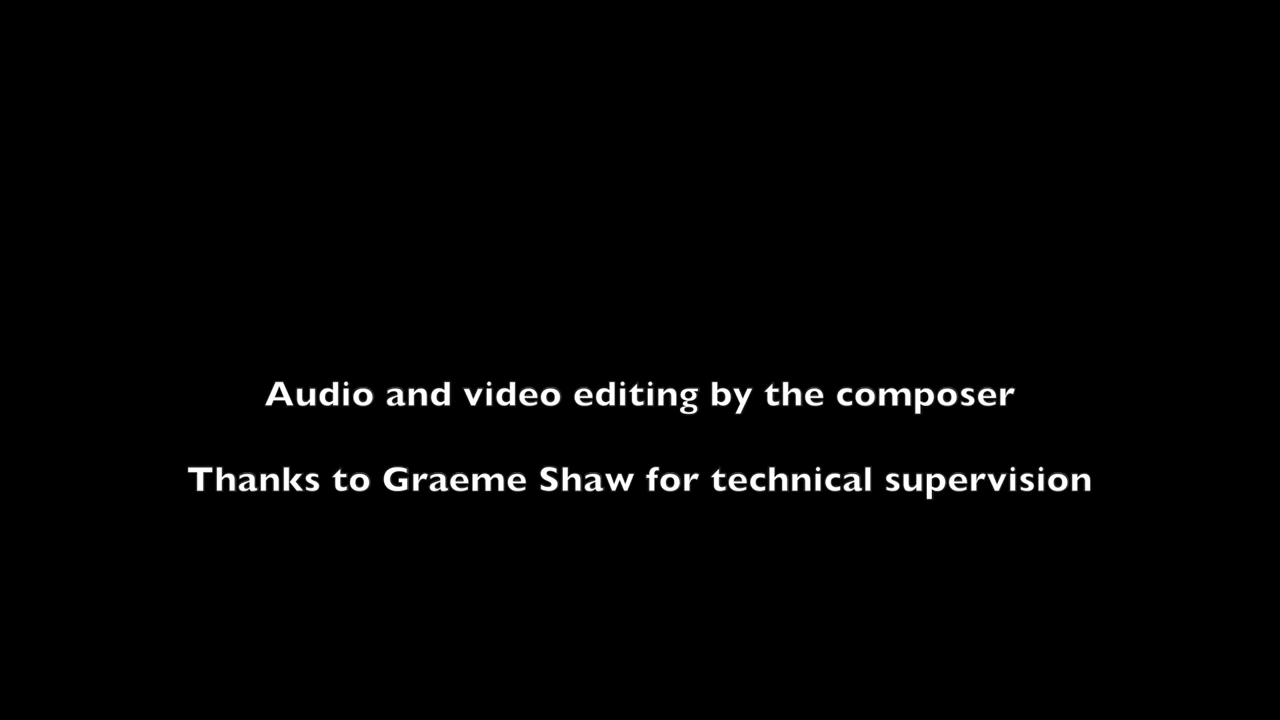 Audio and video editing by the composer
Thanks to Graeme Shaw for technical supervision